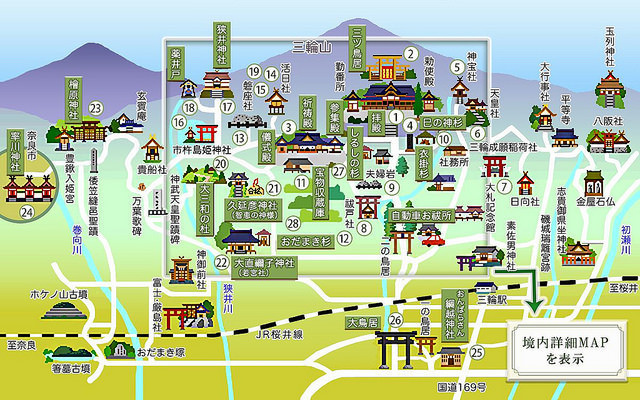 三輪山
狭井神社
薬井戸
三ツ鳥居
勅使殿
勤番所
神宝社
玉列神社
大行事社
平等寺
八阪社
天皇社
活日社
磐座社
祈祷殿
参集殿
拝殿
巳の神杉
檜原神社
玄賓庵
奈良市
率川神社
豊鍬入姫宮
倭笠縫邑聖蹟
貴船社
万葉歌碑
市杵島姫神社
儀式殿
しるしの杉
衣掛杉
社務所
三輪成願稲荷社
夫婦岩
宝物収蔵庫
祓戸社
大三和の杜
久延彦神社
(智恵の神様)
神武天皇聖蹟碑
おだまき杉
自動車お祓所
大礼記念館
日向社
志貴御県坐神社
磯城瑞籬宮跡
金屋石仏
初瀬川
素佐男神社
二の鳥居
大直禰子神社
(若宮社)
神御前社
巻向川
狭井川
富士・厳島社
ホケノ山古墳
箸墓古墳
おだまき塚
至奈良
JR桜井線
三輪駅
至桜井
大鳥居
一の鳥居
おんぱらさん
綱越神社
国道169号
境内詳細MAP
を表示
1
2
3
4
5
6
7
8
9
10
11
12
13
14
15
16
17
18
19
20
21
22
23
24
25
26
27
28